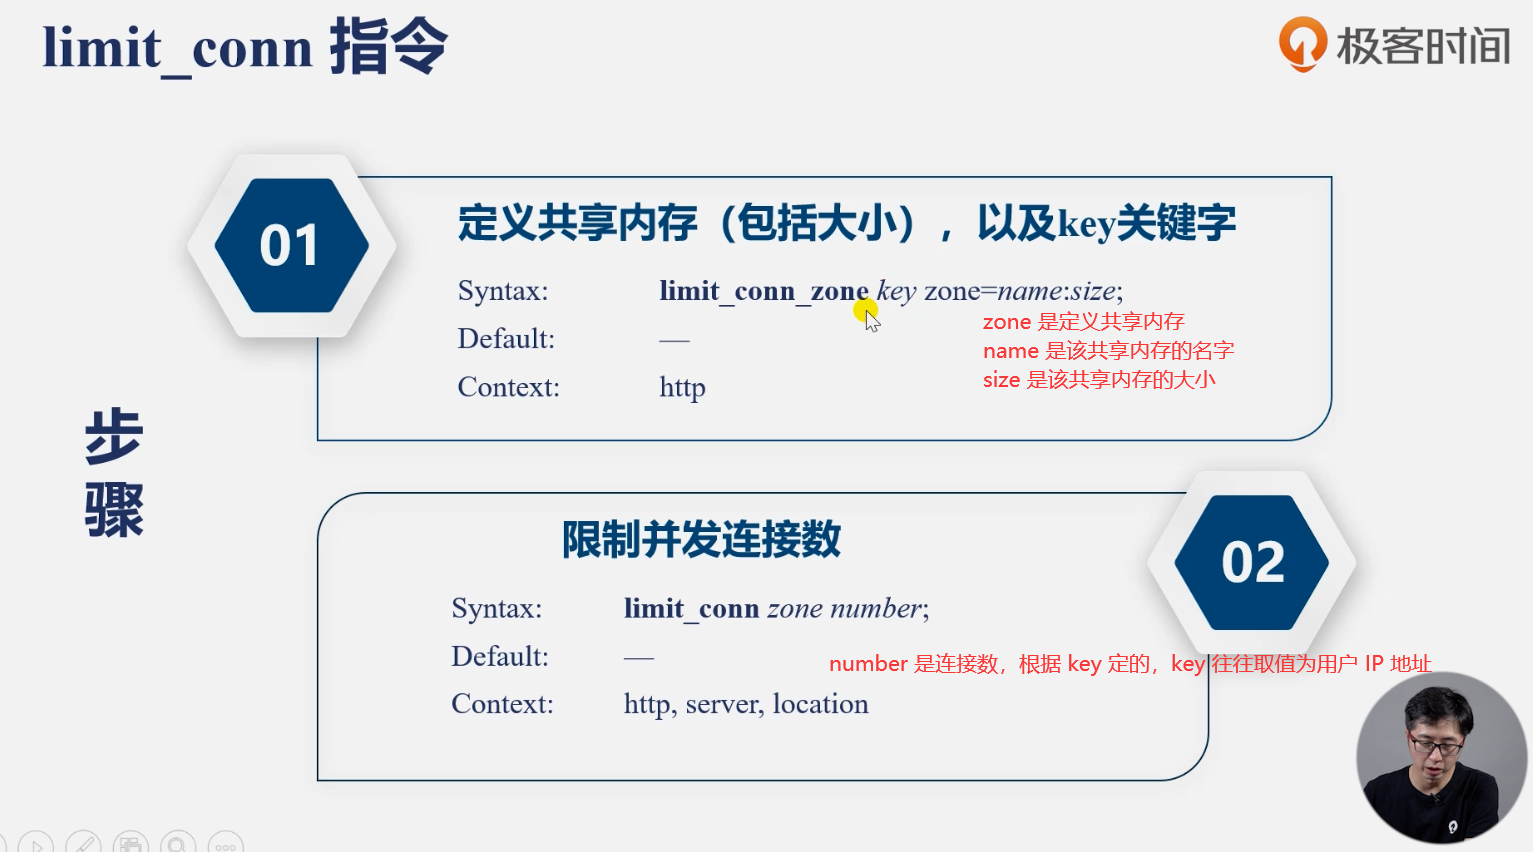 limit_conn 指令
极客时间
01
定义共享内存（包括大小），以及key关键字
Syntax: limit_conn_zone key zone=name:size;
zone 是定义共享内存
Default: —
name 是该共享内存的名字
size 是该共享内存的大小
Context: http
步骤
02
限制并发连接数
Syntax: limit_conn zone number;
Default: —
number 是连接数，根据 key 定的，key 往往取值为用户 IP 地址
Context: http, server, location